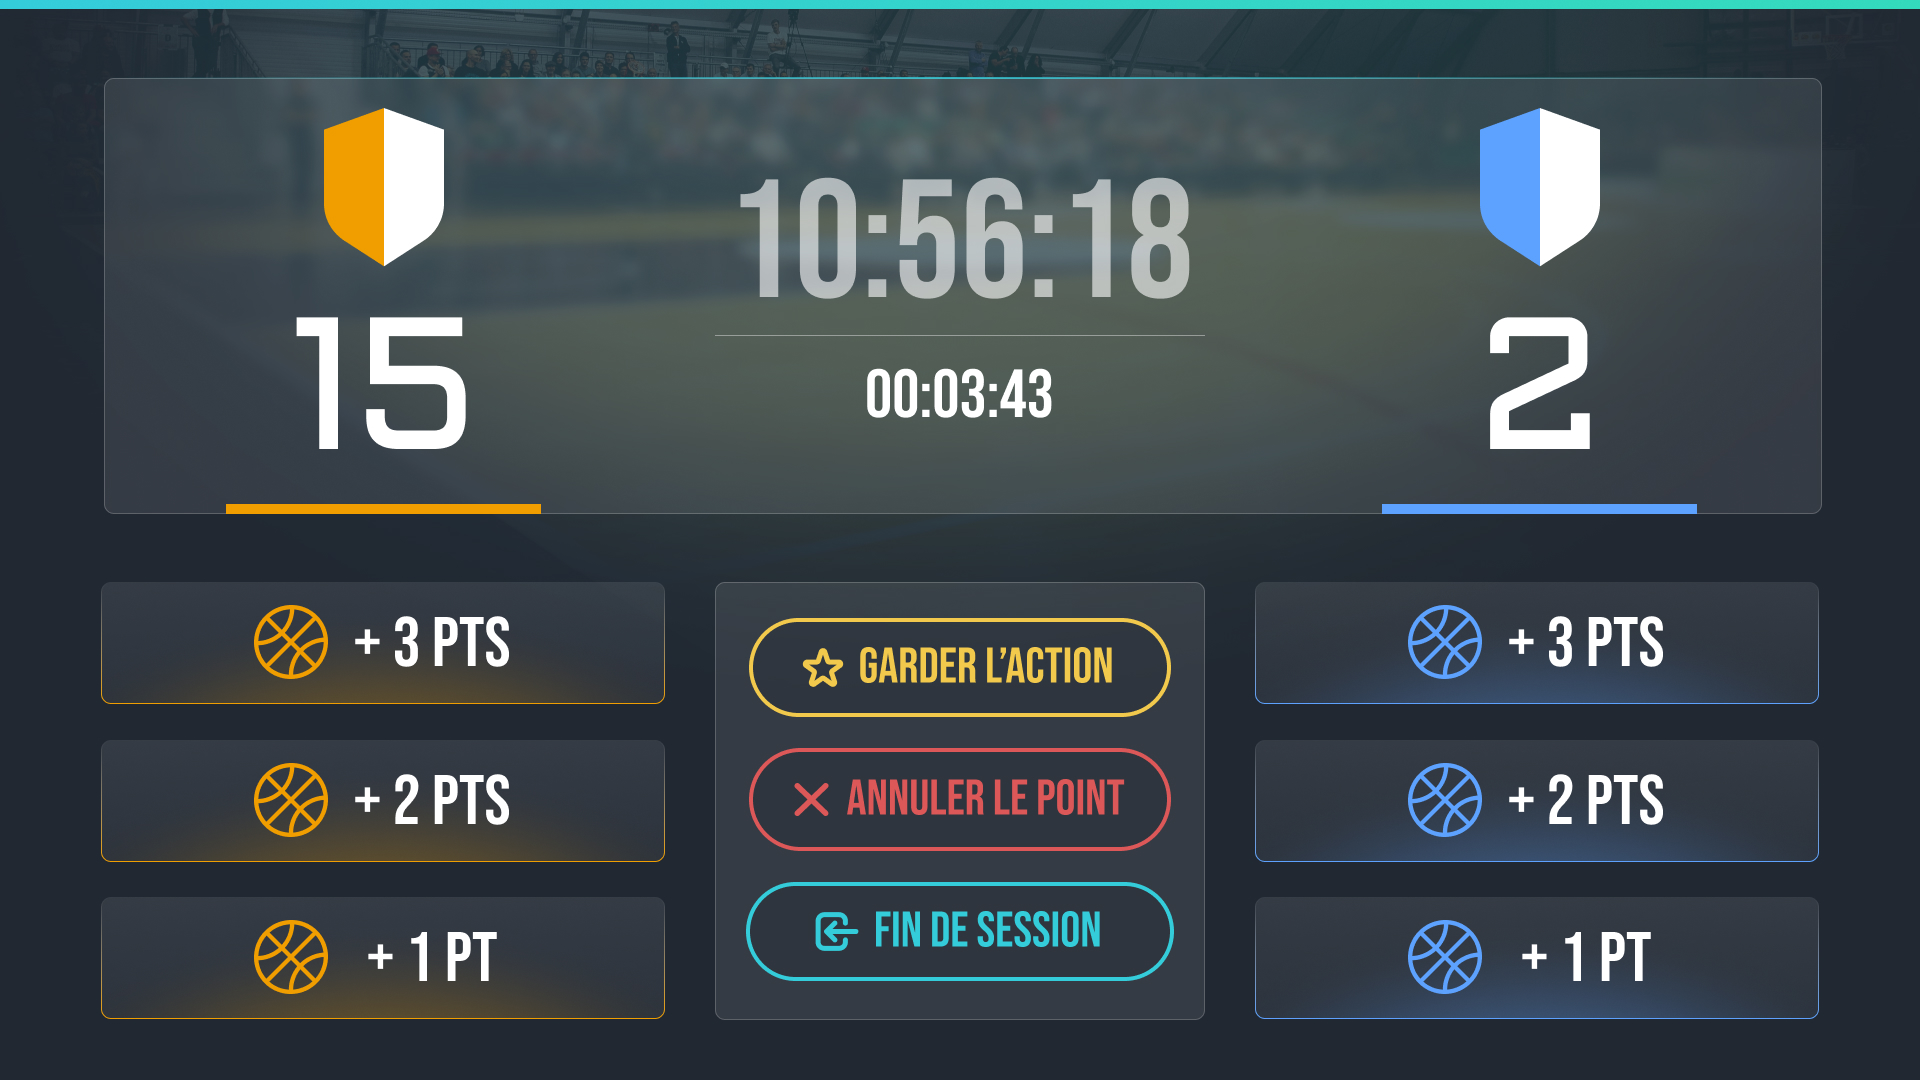 10:56:18
15
00:03:43
2
+ 3 PTS
+ 2 PTS
+ 1 PT
GARDER L’ACTION
ANNULER LE POINT
FIN DE SESSION
+ 3 PTS
+ 2 PTS
+ 1 PT